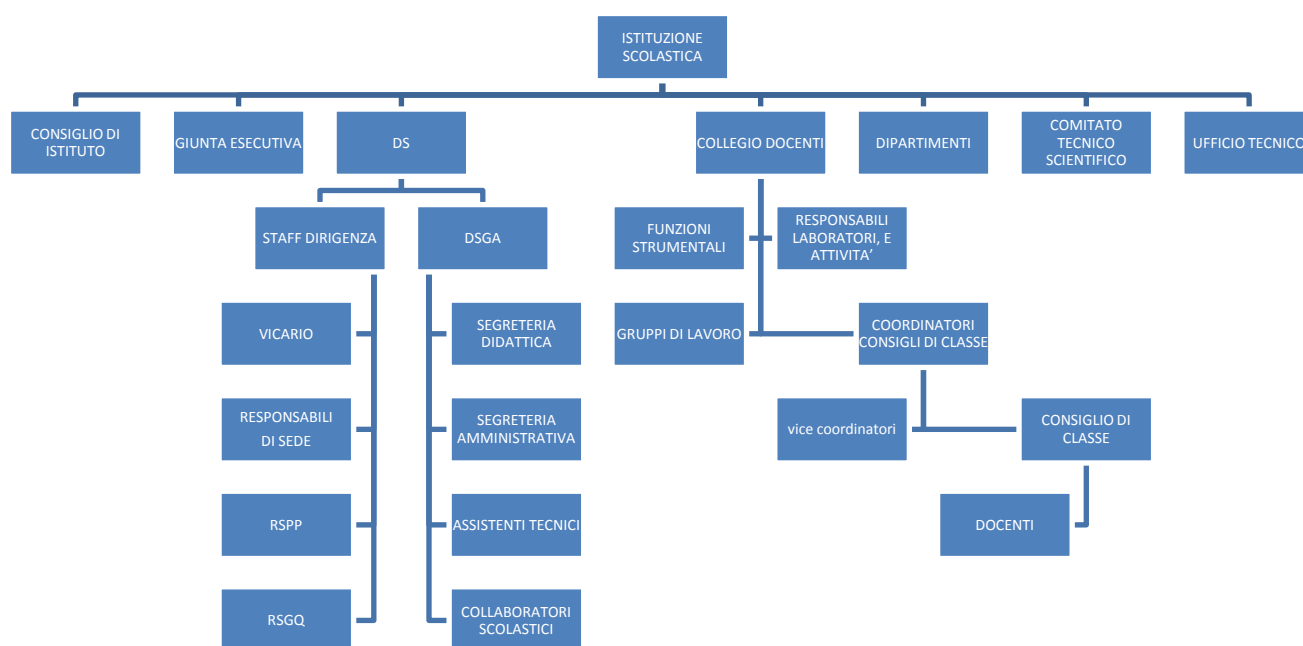 ISTITUZIONE
SCOLASTICA
CONSIGLIO DI
ISTITUTO
GIUNTA ESECUTIVA
DS
COLLEGIO DOCENTI
DIPARTIMENTI
COMITATO
TECNICO
SCIENTIFICO
UFFICIO TECNICO
STAFF DIRIGENZA
DSGA
FUNZIONI
STRUMENTALI
RESPONSABILI
LABORATORI, E
ATTIVITA’
VICARIO
SEGRETERIA
DIDATTICA
GRUPPI DI LAVORO
COORDINATORI
CONSIGLI DI CLASSE
RESPONSABILI
DI SEDE
SEGRETERIA
AMMINISTRATIVA
vice coordinatori
CONSIGLIO DI
CLASSE
RSPP
ASSISTENTI TECNICI
DOCENTI
RSGQ
COLLABORATORI
SCOLASTICI